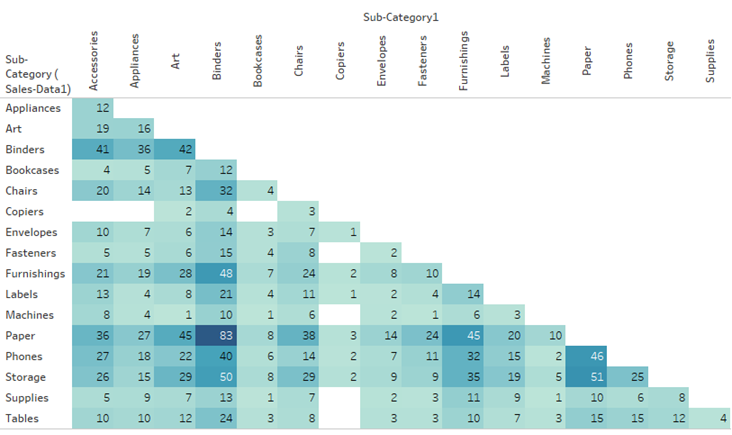 Sub-Category1
Sub-
Category (
Sales-Data1)
Accessories
Appliances
Art
Binders
Bookcases
Chairs
Copiers
Envelopes
Fasteners
Furnishings
Labels
Machines
Paper
Phones
Storage
Supplies
Appliances 12
Art 19 16
Binders 41 36 42
Bookcases 4 5 7 12
Chairs 20 14 13 32 4
Copiers 2 4 3
Envelopes 10 7 6 14 3 7 1
Fasteners 5 5 6 15 4 8 2
Furnishings 21 19 28 48 7 24 2 8 10
Labels 13 4 8 21 4 11 1 2 4 14
Machines 8 4 1 10 1 6 2 1 6 3
Paper 36 27 45 83 8 38 3 14 24 45 20 10
Phones 27 18 22 40 6 14 2 7 11 32 15 2 46
Storage 26 15 29 50 8 29 2 9 9 35 19 5 51 25
Supplies 5 9 7 13 1 7 2 3 11 9 1 10 6 8
Tables 10 10 12 24 3 8 3 3 10 7 3 15 15 12 4